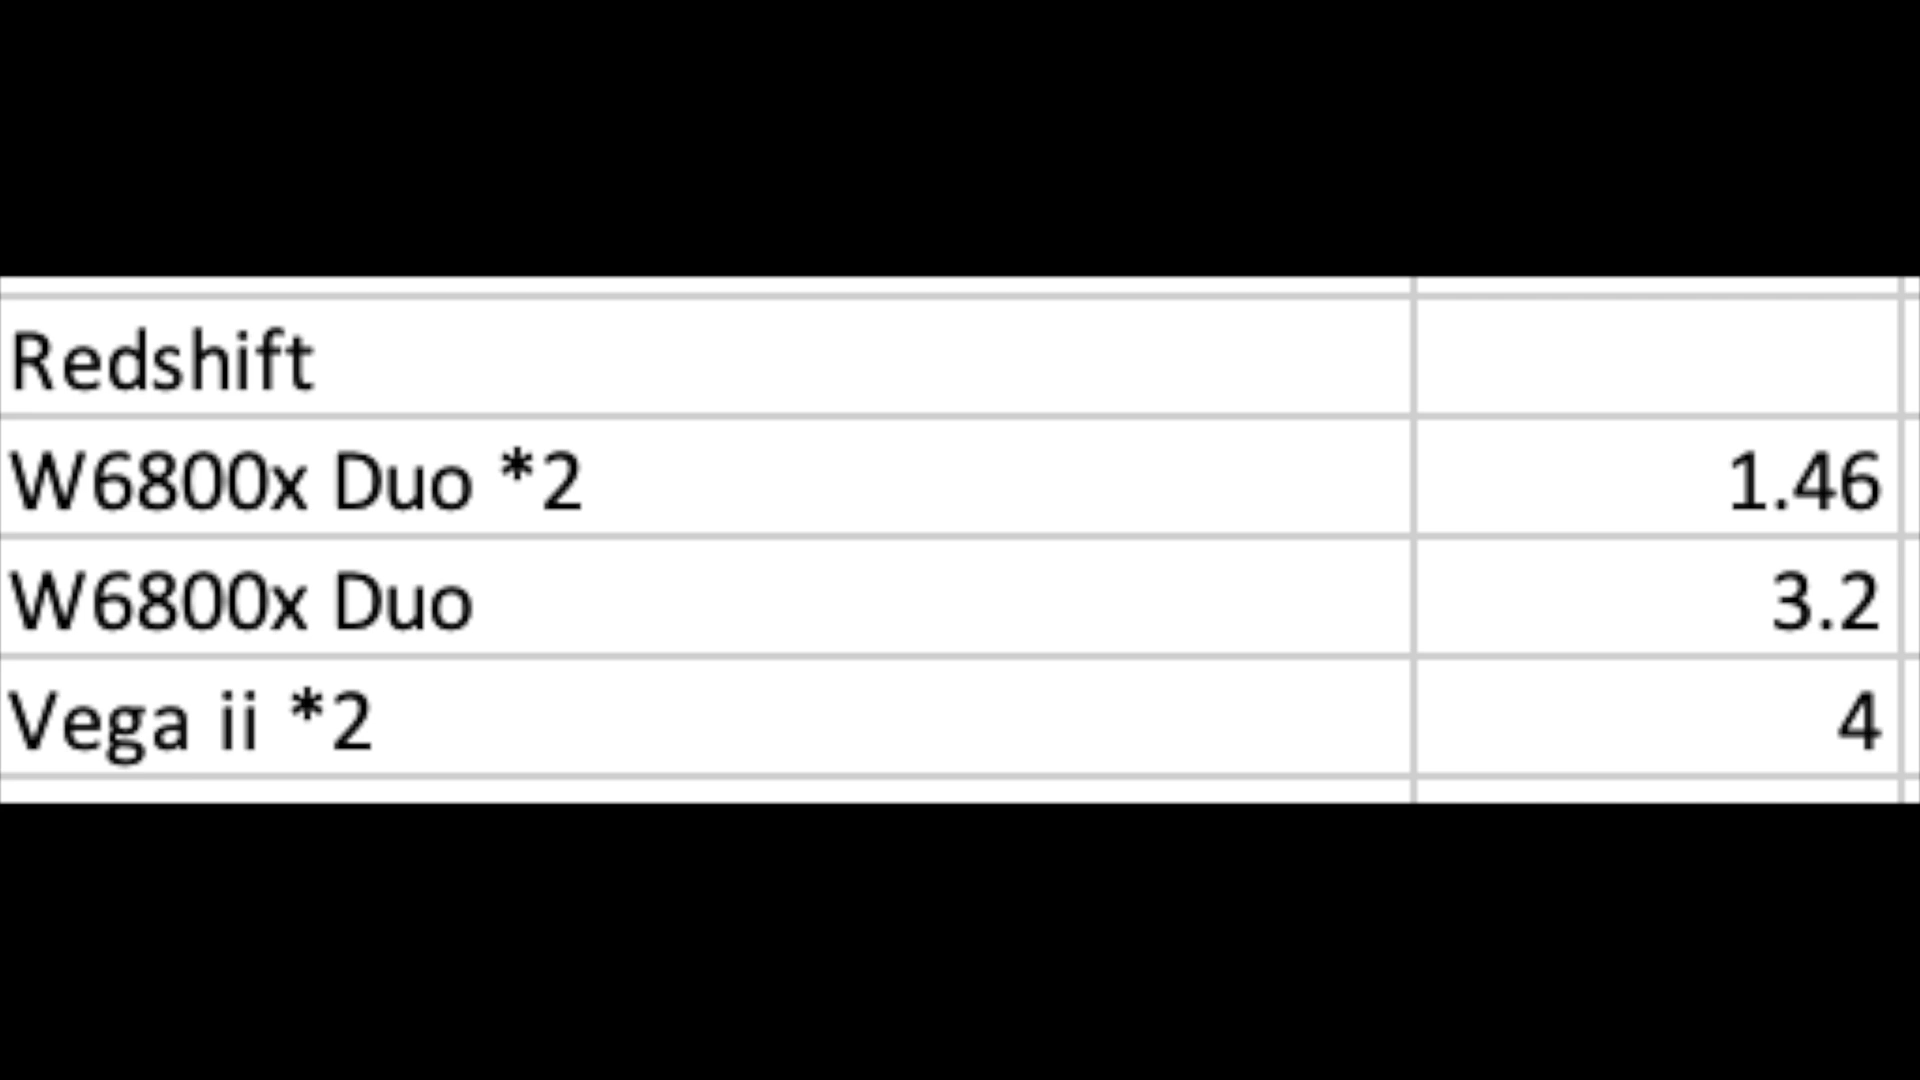 Redshift
W6800x Duo *2 1.46
W6800x Duo 3.2
Vega ii *2 4